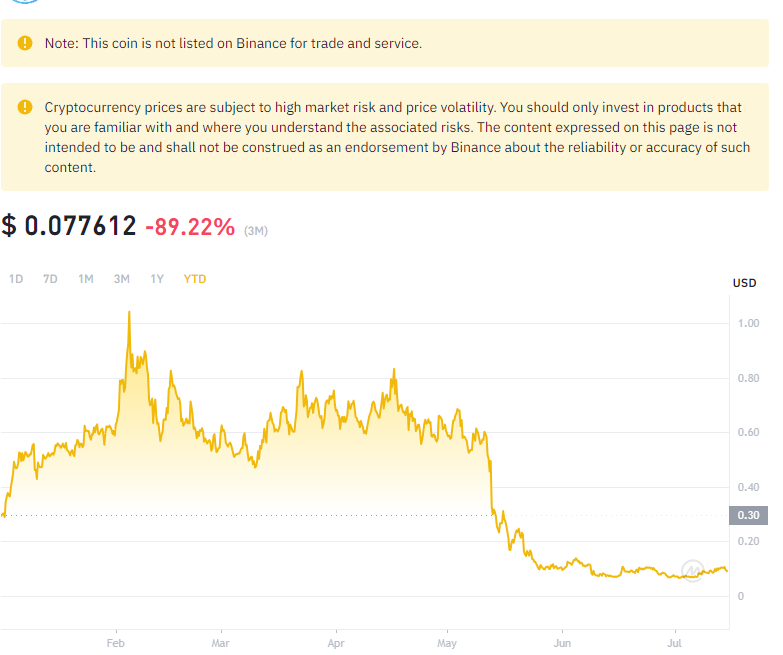 Note: This coin is not listed on Binance for trade and service.
Cryptocurrency prices are subject to high market risk and price volatility. You should only invest in products that
you are familiar with and where you understand the associated risks. The content expressed on this page is not
intended to be and shall not be construed as an endorsement by Binance about the reliability or accuracy of such
content.
$ 0.077612 -89.22% (3M)
1D 7D 1M 3M 1Y YTD
USD
1.00
0.80
0.60
0.40
0.30
0.20
0
Feb Mar Apr May Jun Jul